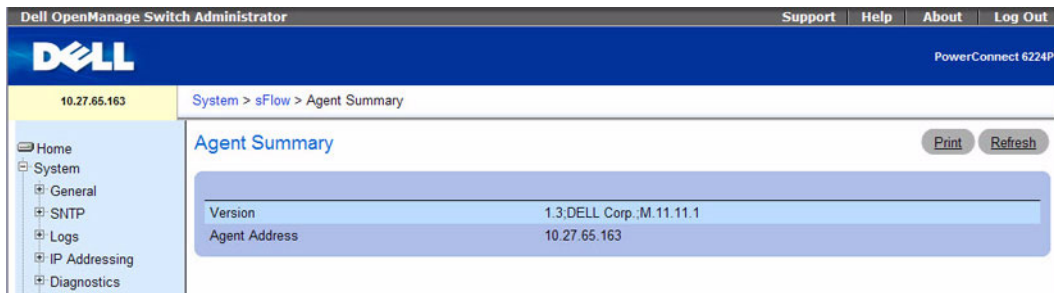 Dell OpenManage Switch Administrator
Support Help About Log Out
DELL
PowerConnect 6224P
10.27.65.163
System > sFlow > Agent Summary
Home
System
General
SNTP
Logs
IP Addressing
Diagnostics
Agent Summary
Print Refresh
Version 1.3;DELL Corp.;M.11.11.1
Agent Address 10.27.65.163